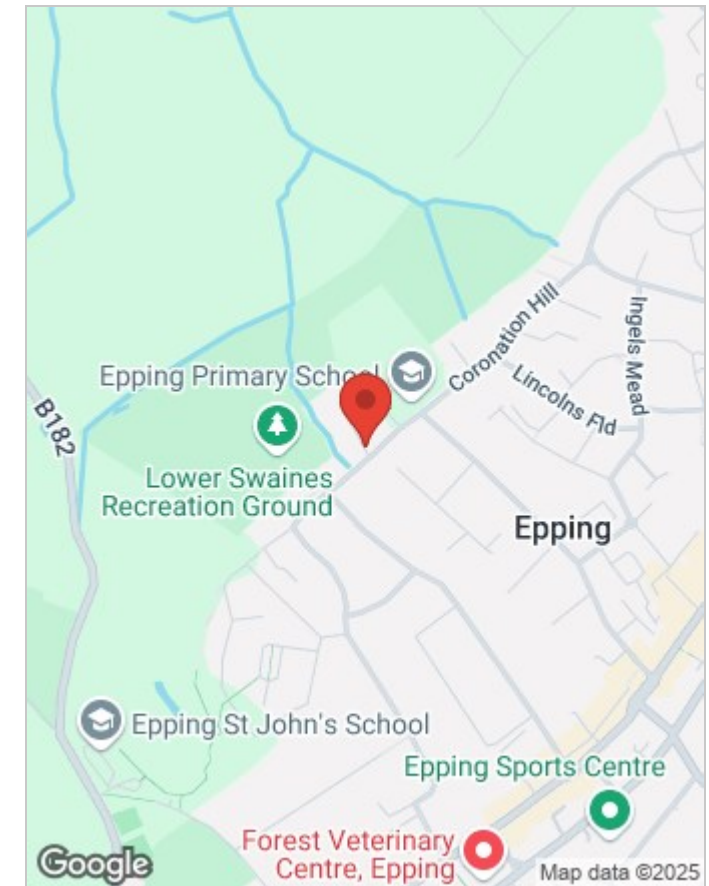 Coronation Hill
Ingels Mead
Epping Primary School
Lincolns Fld
B182
Lower Swaines
Recreation Ground
Epping
Epping St John's School
Epping Sports Centre
Forest Veterinary
Centre, Epping
Google
Map data ©2025